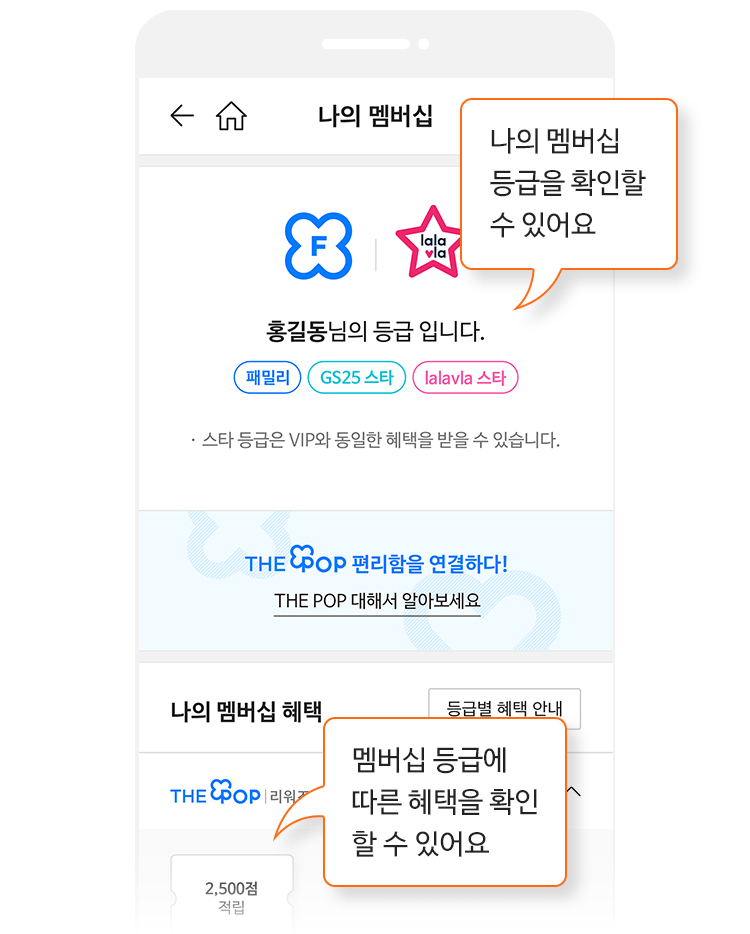 나의 멤버십
나의 멤버십
등급을 확인할
수 있어요
F
lala
vla
홍길동님의 등급 입니다.
패밀리 GS25 스타 lalavla 스타
· 스타 등급은 VIP와 동일한 혜택을 받을 수 있습니다.
THE POP 편리함을 연결하다!
THE POP 대해서 알아보세요
나의 멤버십 혜택
등급별 혜택 안내
멤버십 등급에
따른 혜택을 확인
할 수 있어요
THE POP | 리워
2,500점
적립